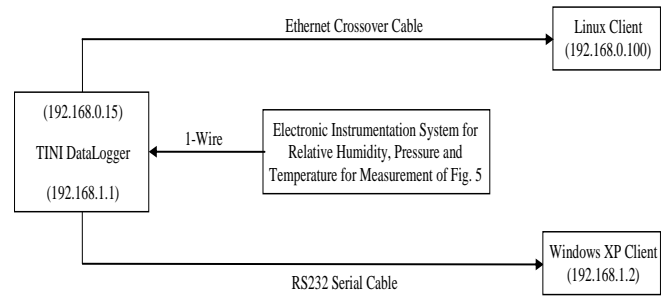 Ethernet Crossover Cable
Linux Client
(192.168.0.100)
(192.168.0.15)
TINI DataLogger
(192.168.1.1)
1-Wire
Electronic Instrumentation System for
Relative Humidity, Pressure and
Temperature for Measurement of Fig. 5
Windows XP Client
(192.168.1.2)
RS232 Serial Cable